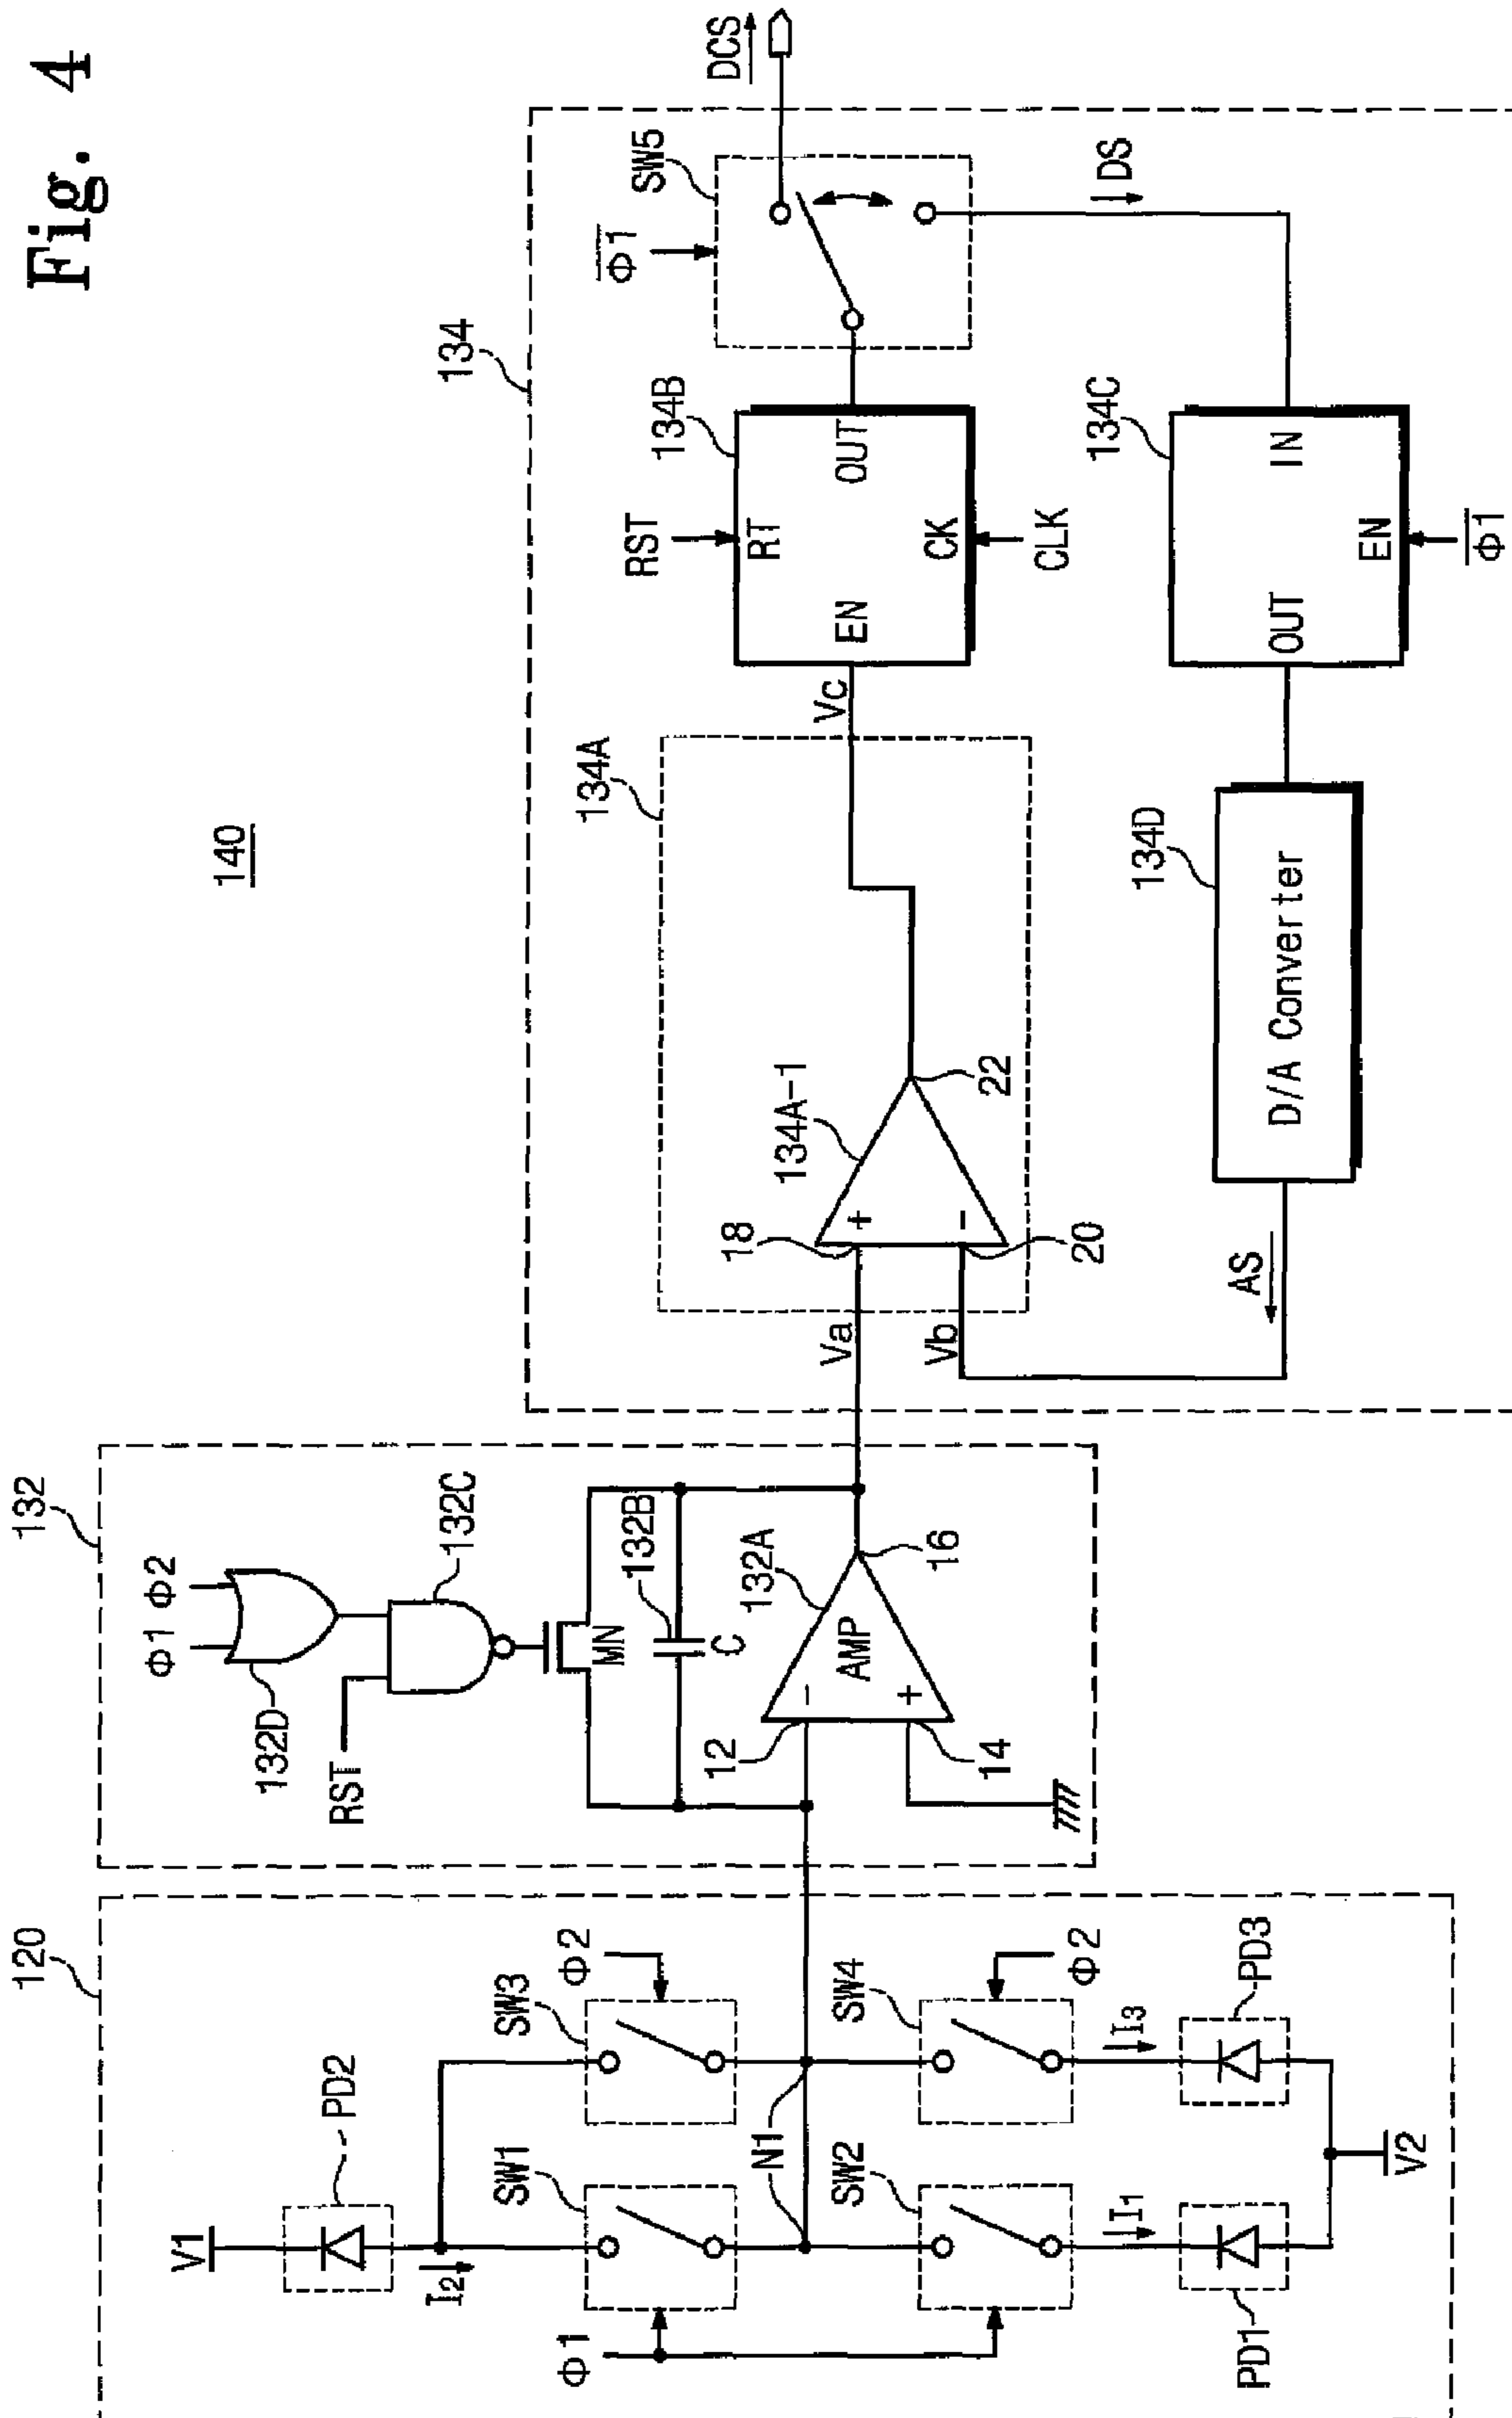 Fig. 4
140
120
V1
PD2
I2
SW1
SW3
Φ1
Φ2
N1
SW2
SW4
Φ2
I1
I3
PD1
PD3
V2
132
Φ1 Φ2
132D
132C
RST
MN
132B
C
132A
12
-
AMP
+
14
16
134
134A
Va
Vb
18
20
+
-
134A-1
22
Vc
134B
RST
RT
EN
OUT
CK
CLK
SW5
Φ1
DCS
DS
134C
IN
OUT
EN
Φ1
134D
D/A Converter
AS